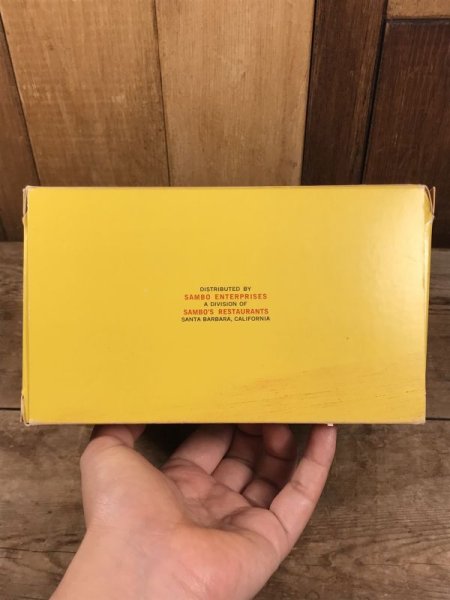 DISTRIBUTED BY
SAMBO ENTERPRISES
A DIVISION OF
SAMBO'S RESTAURANTS
SANTA BARBARA, CALIFORNIA